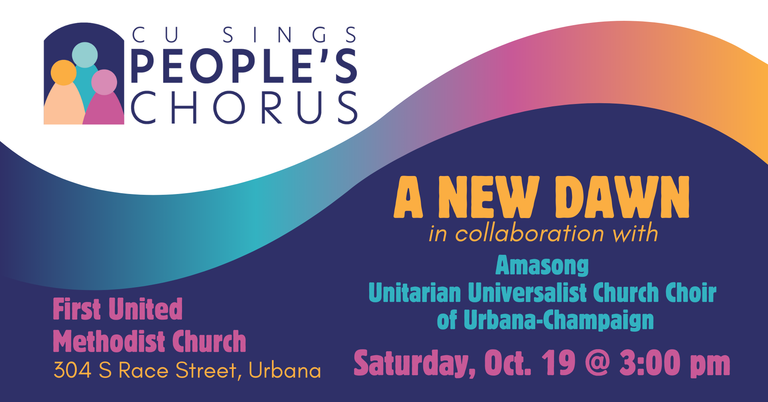 CU SINGS
PEOPLE'S
CHORUS
A NEW DAWN
in collaboration with
Amasong
Unitarian Universalist Church Choir
of Urbana-Champaign
Saturday, Oct. 19 @ 3:00 pm
First United
Methodist Church
304 S Race Street, Urbana